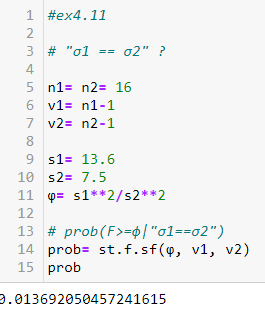 1 #ex4.11
2
3 # "σ1 == σ2" ?
4
5 n1= n2= 16
6 v1= n1-1
7 v2= n2-1
8
9 s1= 13.6
10 s2= 7.5
11 φ= s1**2/s2**2
12
13 # prob(F>=φ|"σ1==σ2")
14 prob= st.f.sf(φ, v1, v2)
15 prob
0.013692050457241615